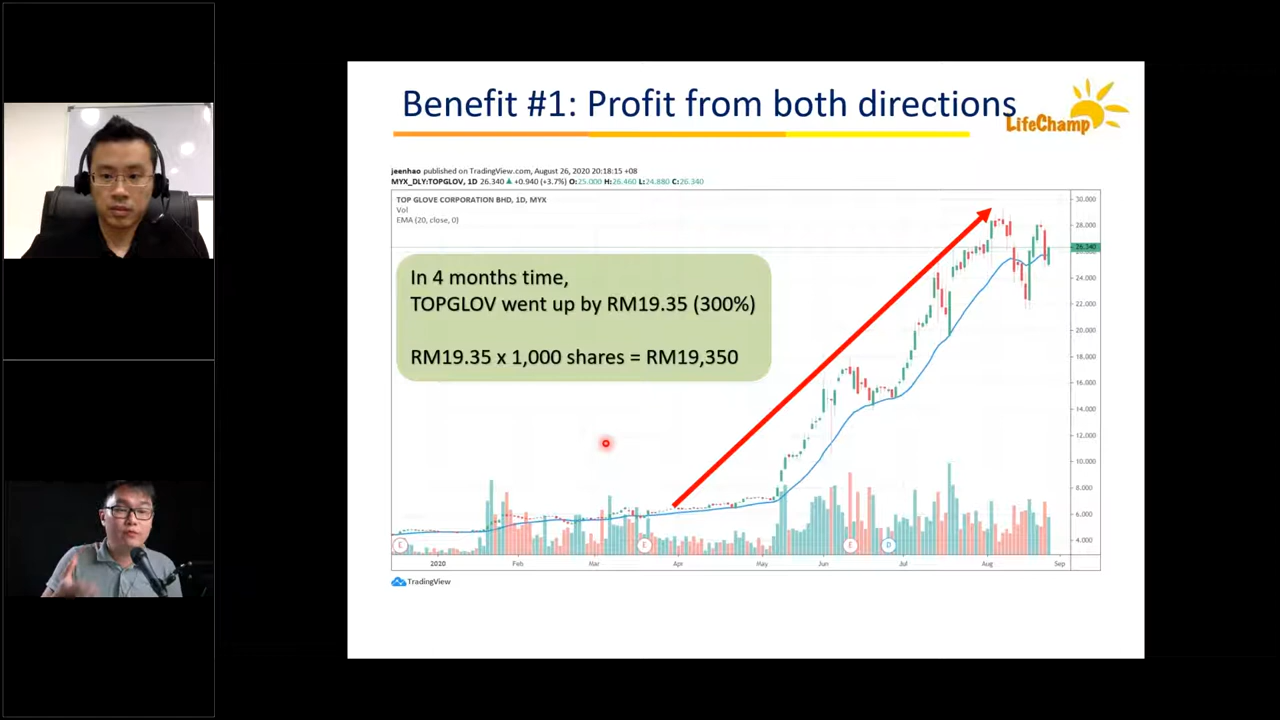 Benefit #1: Profit from both directions
LifeChamp
jeenhao published on TradingView.com, August 26, 2020 20:18:15 +08
MYX_DLY:TOPGLOV, 1D 26.340 ▲ +0.940 (+3.7%) O:25.000 H:26.460 L:24.880 C:26.340
TOP GLOVE CORPORATION BHD, 1D, MYX
Vol
EMA (20, close, 0)
In 4 months time,
TOPGLOV went up by RM19.35 (300%)
RM19.35 x 1,000 shares = RM19,350
30.000
28.000
26.340
24.000
22.000
20.000
18.000
16.000
14.000
12.000
10.000
8.000
6.000
4.000
E
E
E
D
2020
Feb
Mar
Apr
May
Jun
Jul
Aug
Sep
TradingView